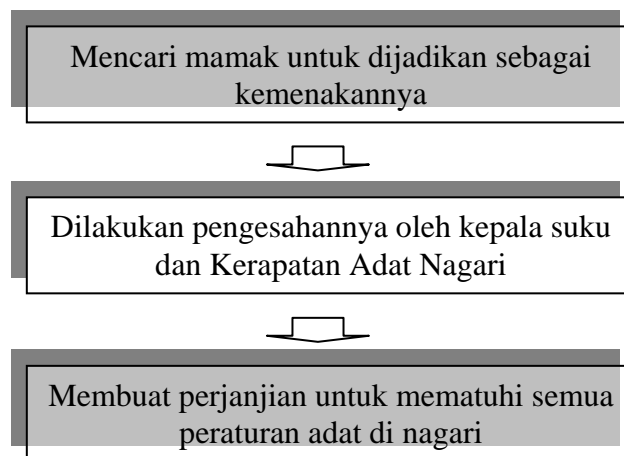 Mencari mamak untuk dijadikan sebagai
kemenakannya
Dilakukan pengesahannya oleh kepala suku
dan Kerapatan Adat Nagari
Membuat perjanjian untuk mematuhi semua
peraturan adat di nagari